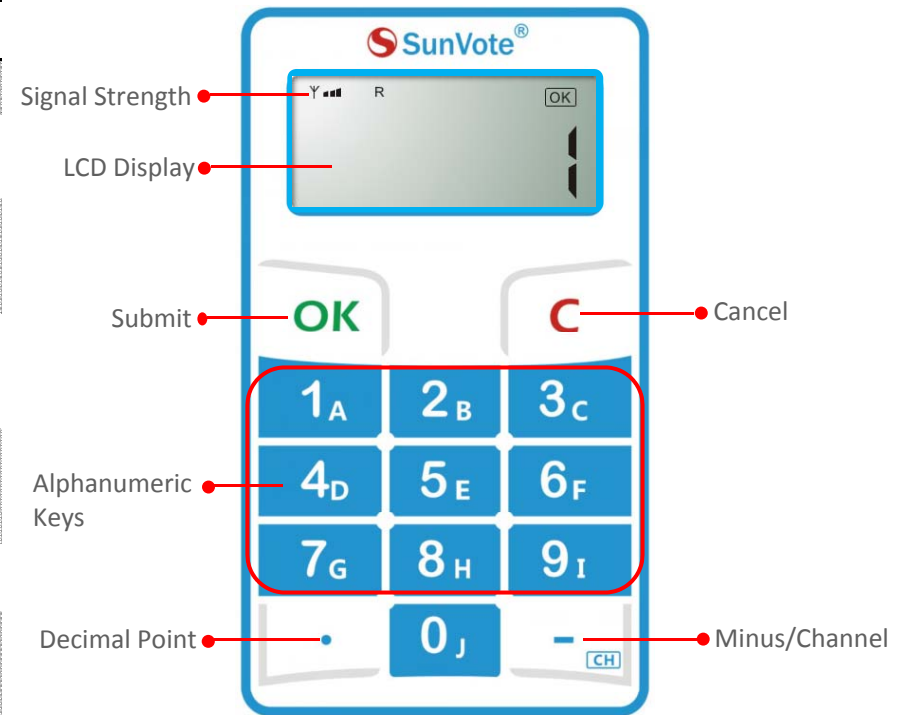 SunVote®
Signal Strength
R
OK
LCD Display
1
Submit
OK
C
Cancel
1A
2B
3C
Alphanumeric
Keys
4D
5E
6F
7G
8H
9I
Decimal Point
·
0J
-
CH
Minus/Channel